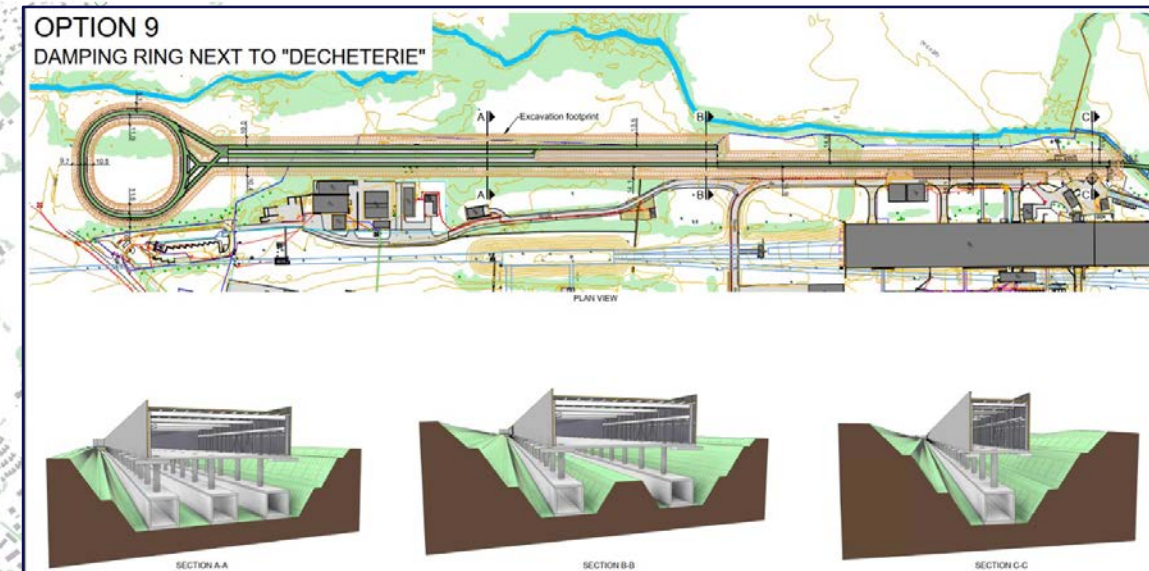 OPTION 9
DAMPING RING NEXT TO "DECHETERIE"
A
B
C
Excavation footprint
A
B
C
PLAN VIEW
SECTION A-A
SECTION B-B
SECTION C-C